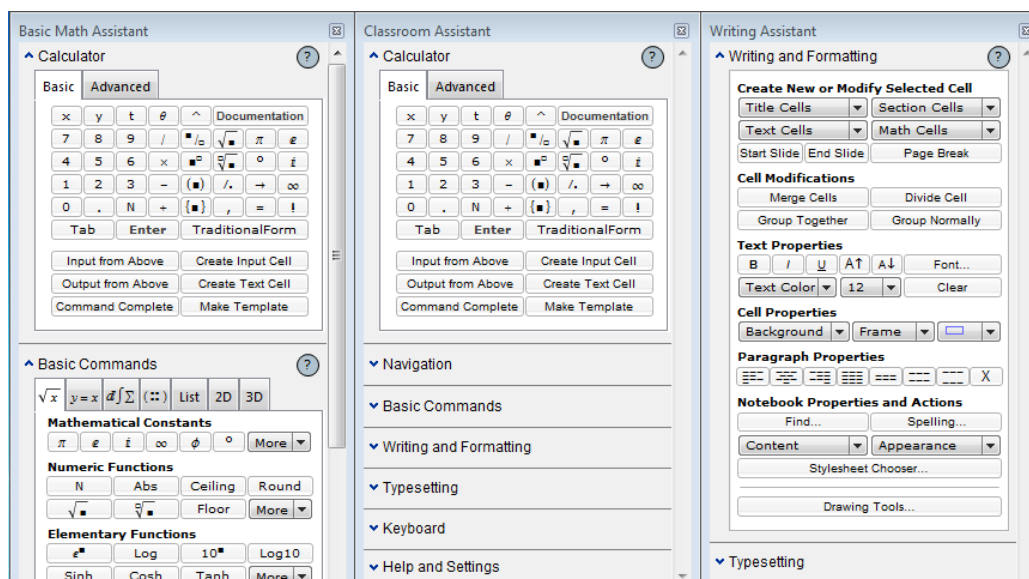 Basic Math Assistant
Calculator
?
Basic Advanced
x y t θ ^ Documentation
7 8 9 / ■/□ √■ π ⅇ
4 5 6 × ■□ □√■ ° ⅈ
1 2 3 − (■) /. → ∞
0 . N + {■} , = !
Tab Enter TraditionalForm
Input from Above Create Input Cell
Output from Above Create Text Cell
Command Complete Make Template
Basic Commands
?
√x y=x ⅆ∫Σ (∷) List 2D 3D
Mathematical Constants
π ⅇ ⅈ ∞ ϕ ° More
Numeric Functions
N Abs Ceiling Round
√■ □√■ Floor More
Elementary Functions
ⅇ■ Log 10■ Log10
Sinh Cosh Tanh More
Classroom Assistant
Calculator
?
Basic Advanced
x y t θ ^ Documentation
7 8 9 / ■/□ √■ π ⅇ
4 5 6 × ■□ □√■ ° ⅈ
1 2 3 − (■) /. → ∞
0 . N + {■} , = !
Tab Enter TraditionalForm
Input from Above Create Input Cell
Output from Above Create Text Cell
Command Complete Make Template
Navigation
Basic Commands
Writing and Formatting
Typesetting
Keyboard
Help and Settings
Writing Assistant
Writing and Formatting
?
Create New or Modify Selected Cell
Title Cells Section Cells
Text Cells Math Cells
Start Slide End Slide Page Break
Cell Modifications
Merge Cells Divide Cell
Group Together Group Normally
Text Properties
B I U A↑ A↓ Font...
Text Color 12 Clear
Cell Properties
Background Frame
Paragraph Properties
X
Notebook Properties and Actions
Find... Spelling...
Content Appearance
Stylesheet Chooser...
Drawing Tools...
Typesetting